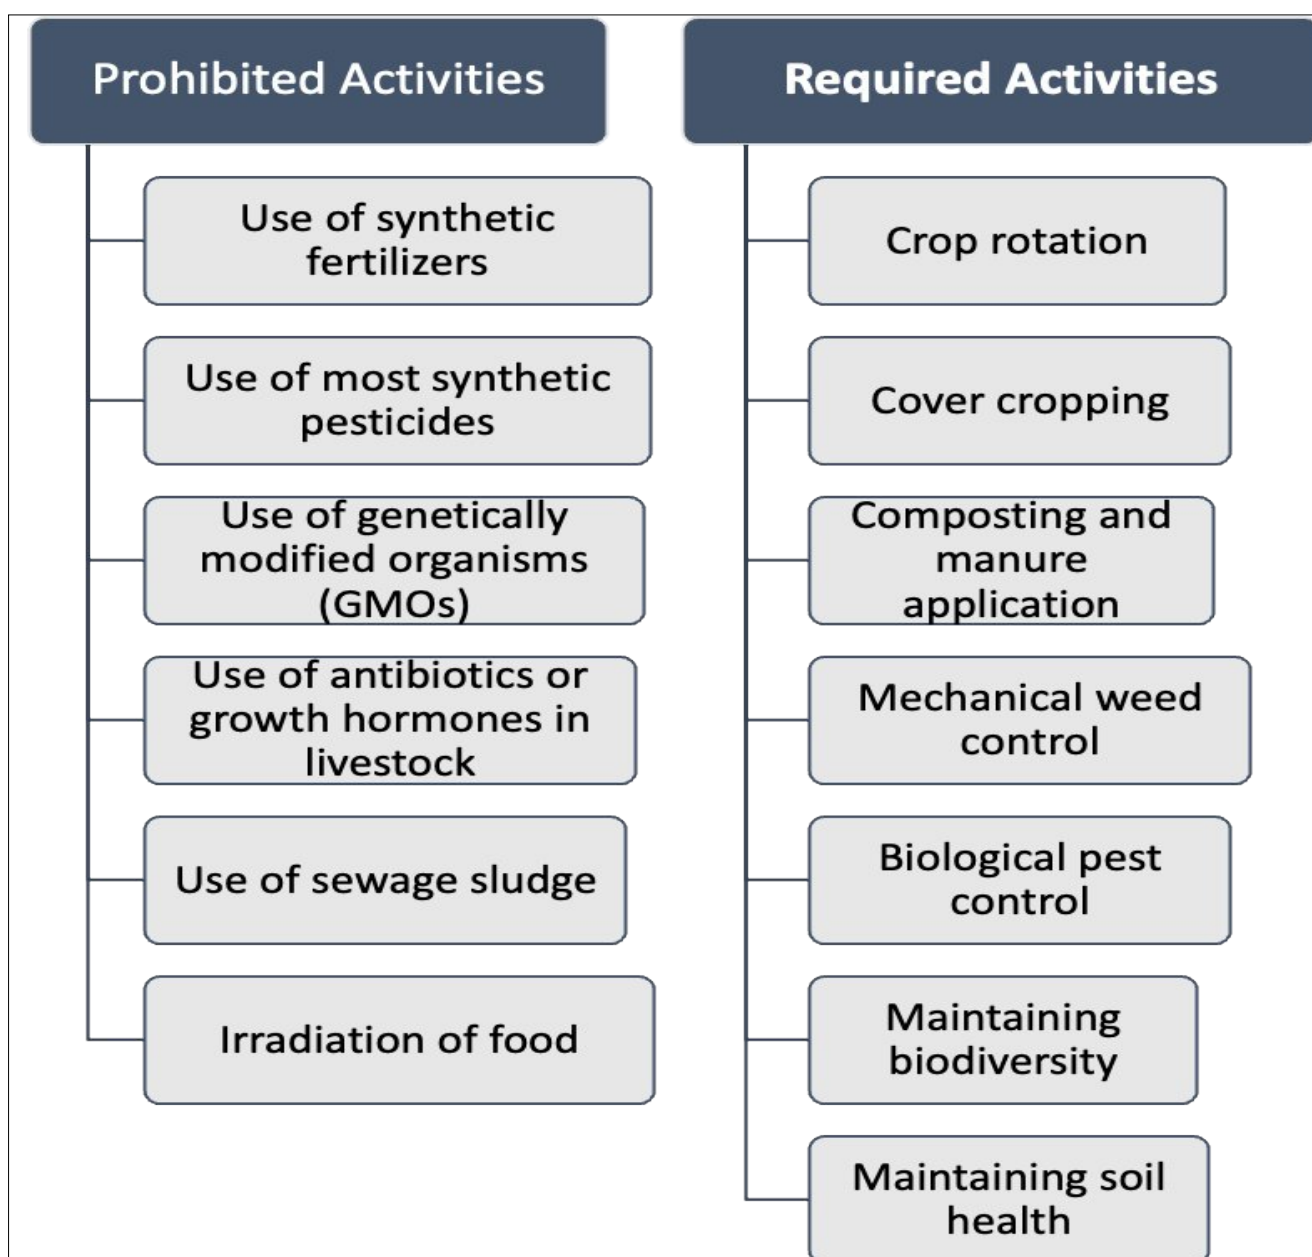 Prohibited Activities
Use of synthetic
fertilizers
Use of most synthetic
pesticides
Use of genetically
modified organisms
(GMOs)
Use of antibiotics or
growth hormones in
livestock
Use of sewage sludge
Irradiation of food
Required Activities
Crop rotation
Cover cropping
Composting and
manure
application
Mechanical weed
control
Biological pest
control
Maintaining
biodiversity
Maintaining soil
health